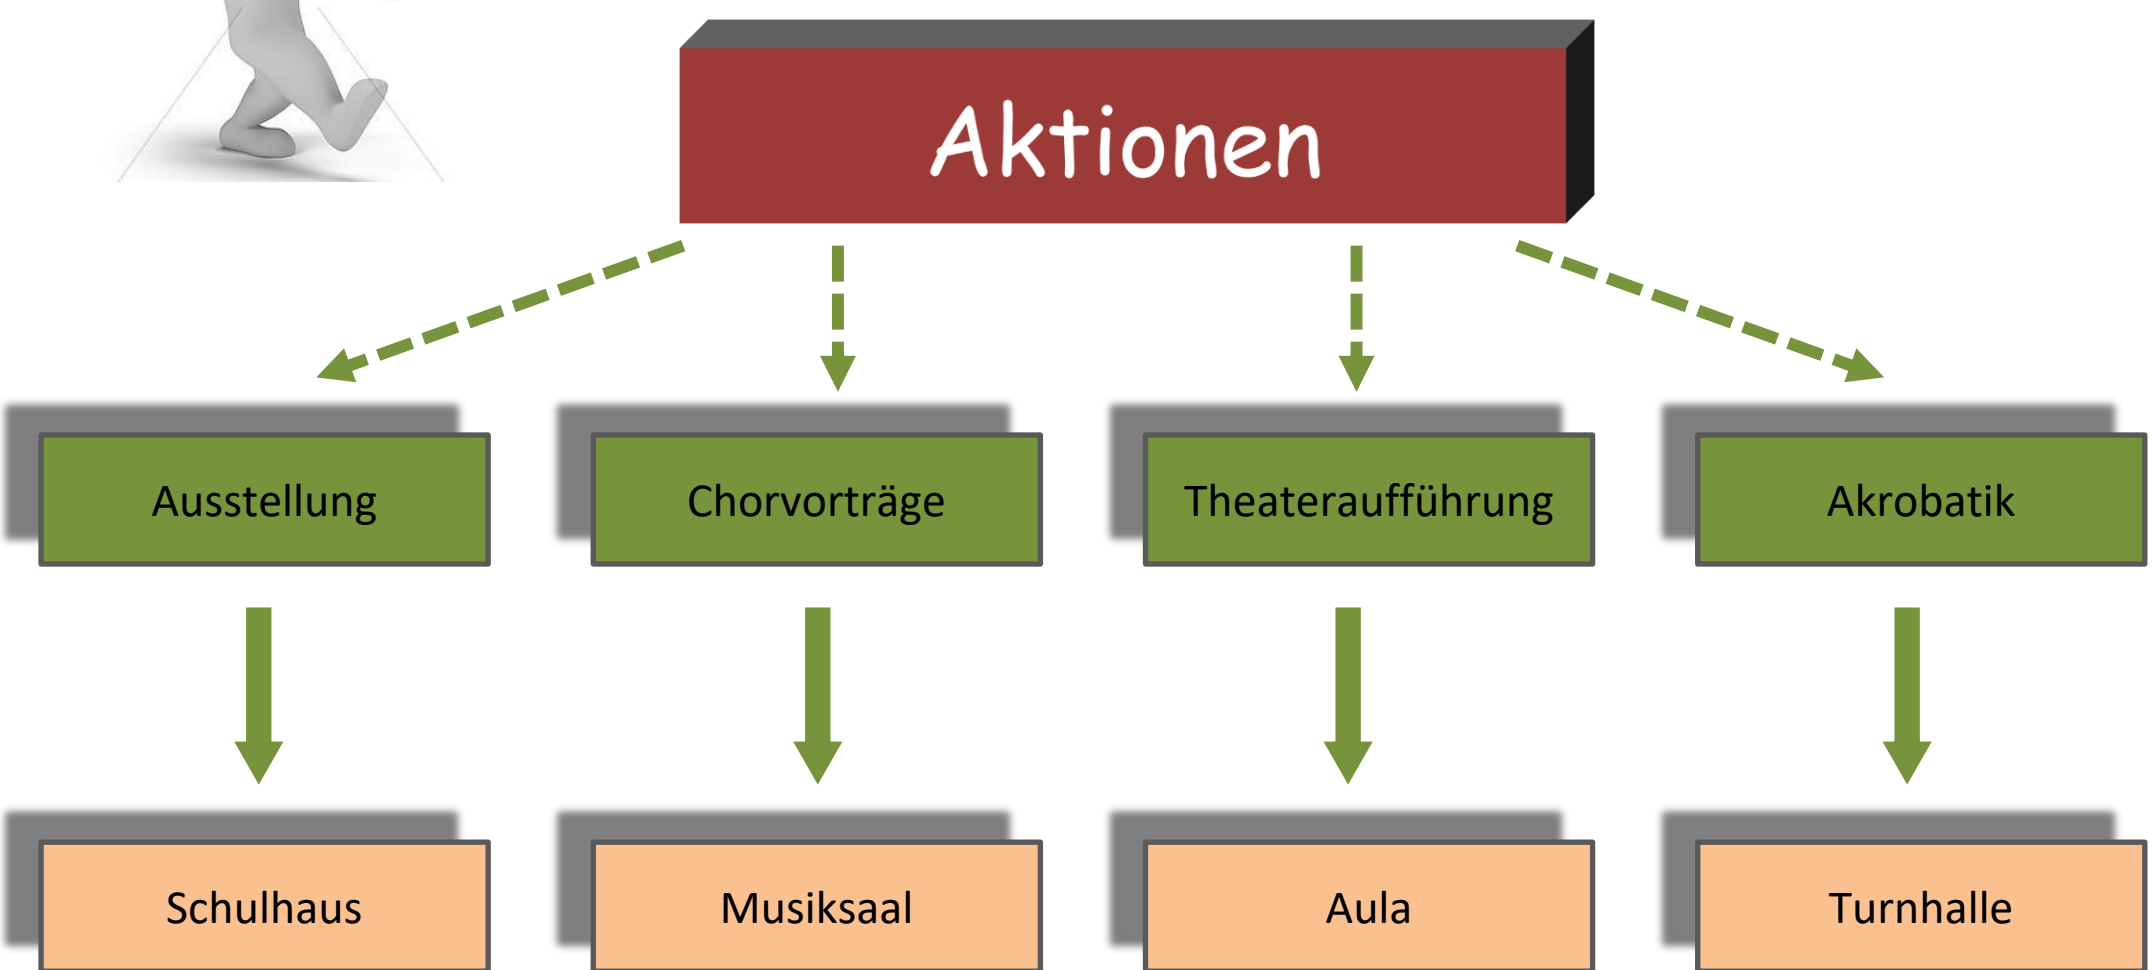 Aktionen
Ausstellung
Chorvorträge
Theateraufführung
Akrobatik
Schulhaus
Musiksaal
Aula
Turnhalle